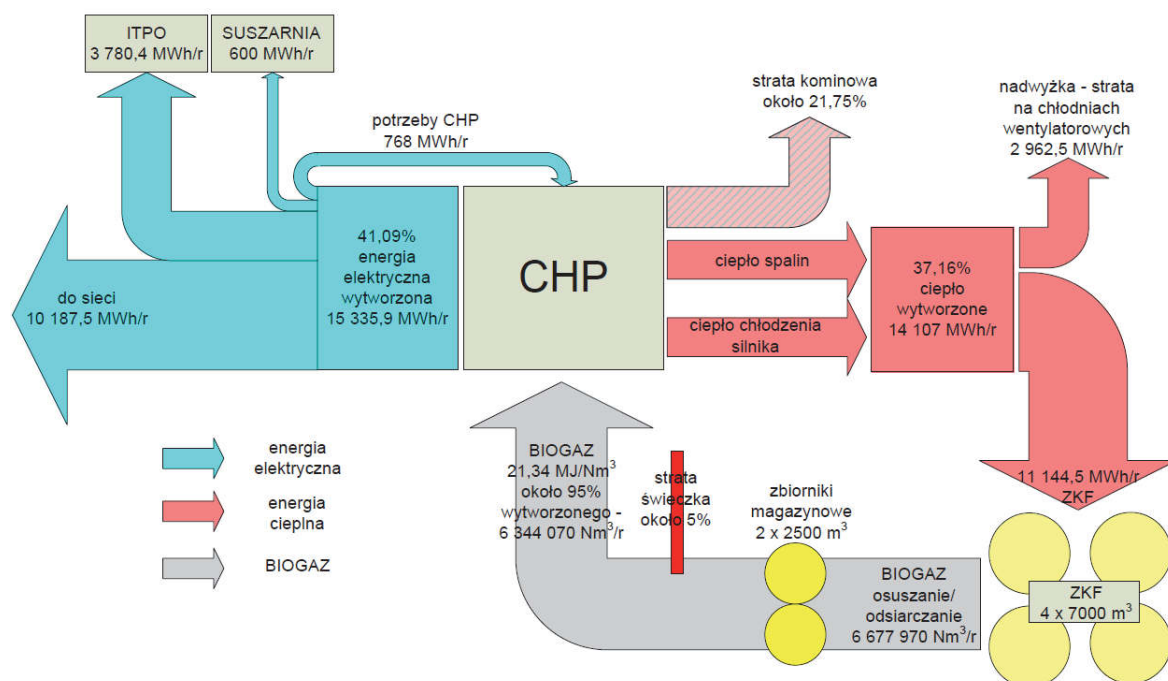 ITPO
3 780,4 MWh/r
SUSZARNIA
600 MWh/r
potrzeby CHP
768 MWh/r
strata kominowa
około 21,75%
nadwyżka - strata
na chłodniach
wentylatorowych
2 962,5 MWh/r
do sieci
10 187,5 MWh/r
41,09%
energia
elektryczna
wytworzona
15 335,9 MWh/r
CHP
ciepło spalin
ciepło chłodzenia
silnika
37,16%
ciepło
wytworzone
14 107 MWh/r
energia
elektryczna
energia
cieplna
BIOGAZ
BIOGAZ
21,34 MJ/Nm³
około 95%
wytworzonego -
6 344 070 Nm³/r
strata
świeczka
około 5%
zbiorniki
magazynowe
2 x 2500 m³
BIOGAZ
osuszanie/
odsiarczanie
6 677 970 Nm³/r
11 144,5 MWh/r
ZKF
ZKF
4 x 7000 m³